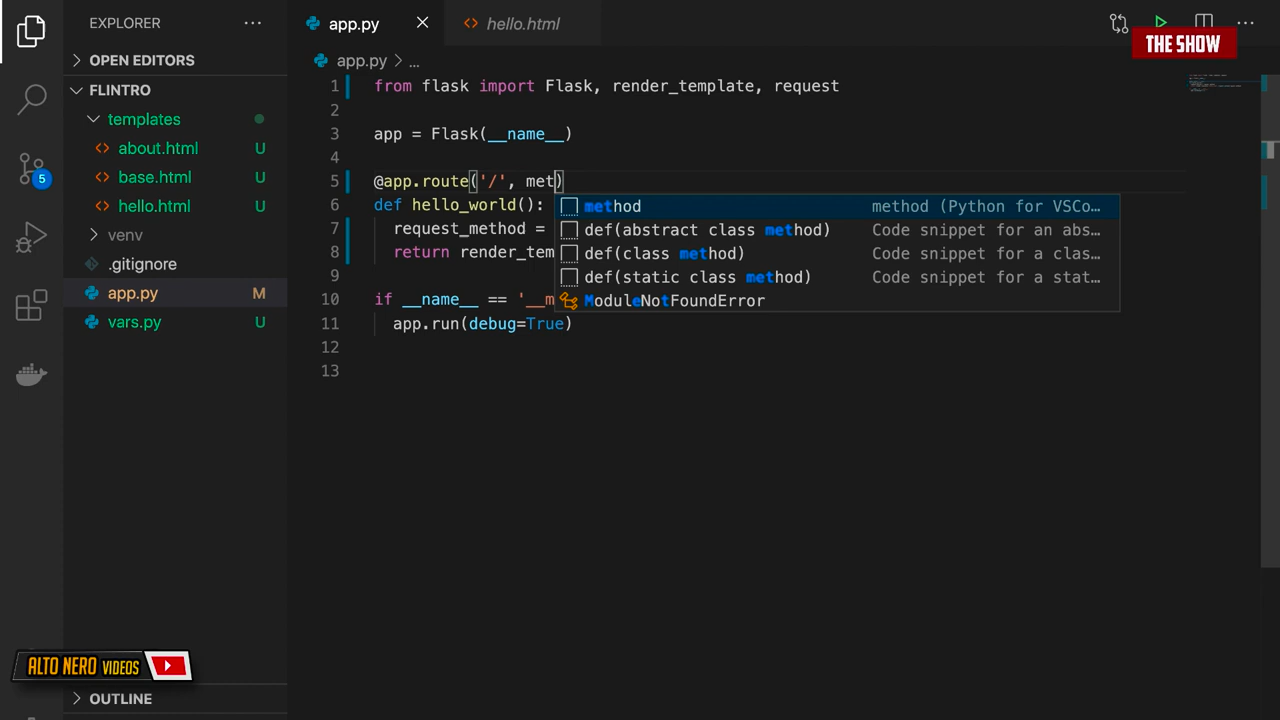 EXPLORER
OPEN EDITORS
FLINTRO
templates
about.html U
base.html U
hello.html U
venv
.gitignore
app.py M
vars.py U
OUTLINE
5
app.py
hello.html
THE SHOW
app.py > ...
1 from flask import Flask, render_template, request
2
3 app = Flask(__name__)
4
5 @app.route('/', met)
6 def hello_world():
7 request_method =
8 return render_tem
9
10 if __name__ == '__m
11 app.run(debug=True)
12
13
method method (Python for VSCo...
def(abstract class method) Code snippet for an abs...
def(class method) Code snippet for a clas...
def(static class method) Code snippet for a stat...
ModuleNotFoundError
ALTO NERO VIDEOS